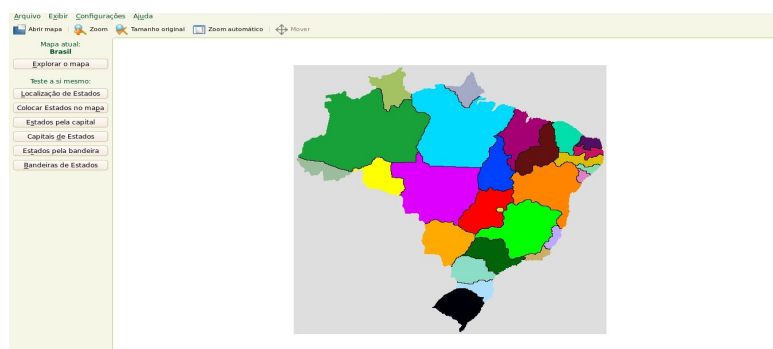 Arquivo Exibir Configurações Ajuda
Abrir mapa Zoom Tamanho original Zoom automático Mover
Mapa atual:
Brasil
Explorar o mapa
Teste a si mesmo:
Localização de Estados
Colocar Estados no mapa
Estados pela capital
Capitais de Estados
Estados pela bandeira
Bandeiras de Estados